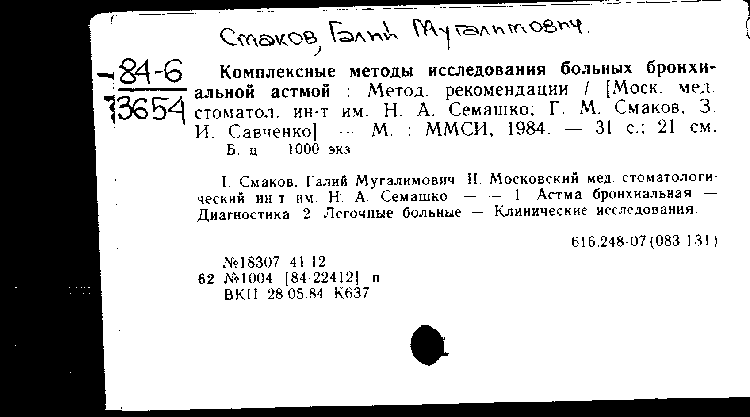 Смаков, Галий Мугалимович.
84-6
3654
Комплексные методы исследования больных бронхи-
альной астмой : Метод. рекомендации / [Моск. мед.
стоматол. ин-т им. Н. А. Семашко; Г. М. Смаков, З.
И. Савченко] — М. : ММСИ, 1984. — 31 с.; 21 см.
Б. ц 1000 экз
I. Смаков, Галий Мугалимович II. Московский мед. стоматологи-
ческий ин т им. Н. А. Семашко — — 1 Астма бронхиальная —
Диагностика 2 Легочные больные — Клинические исследования.
616.248-07(083 131)
№18307 41 12
62 №1004 [84-22412] п
ВКП 28 05.84 К637